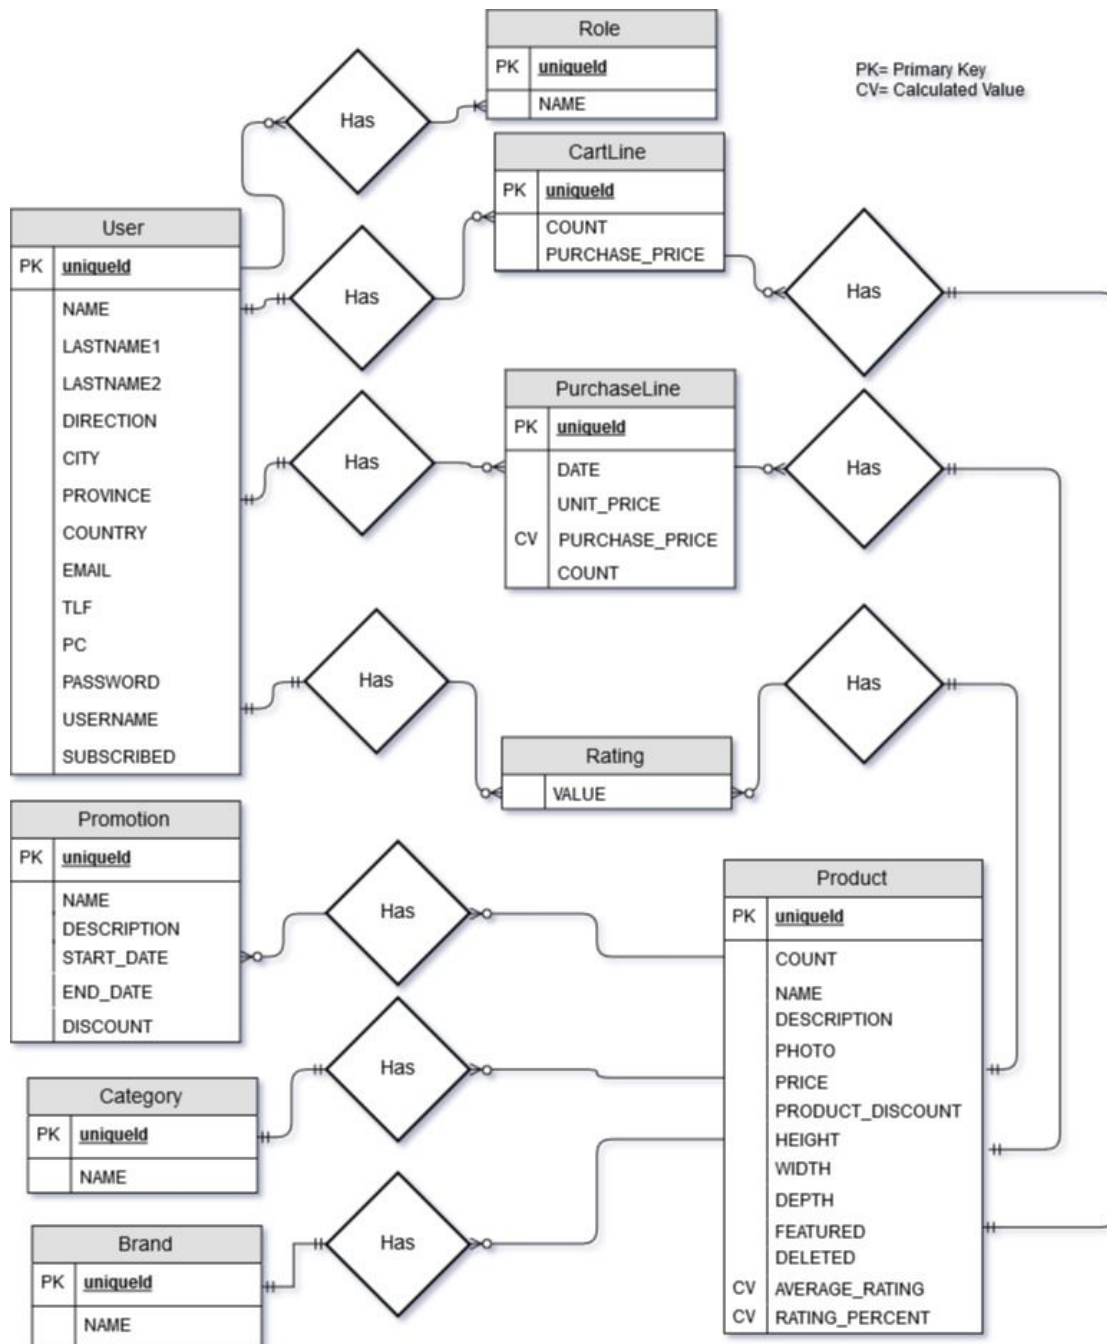 Role
PK uniqueId
NAME
PK= Primary Key
CV= Calculated Value
Has
CartLine
PK uniqueId
COUNT
PURCHASE_PRICE
Has
Has
User
PK uniqueId
NAME
LASTNAME1
LASTNAME2
DIRECTION
CITY
PROVINCE
COUNTRY
EMAIL
TLF
PC
PASSWORD
USERNAME
SUBSCRIBED
PurchaseLine
PK uniqueId
DATE
UNIT_PRICE
CV PURCHASE_PRICE
COUNT
Has
Has
Has
Has
Rating
VALUE
Promotion
PK uniqueId
NAME
DESCRIPTION
START_DATE
END_DATE
DISCOUNT
Has
Product
PK uniqueId
COUNT
NAME
DESCRIPTION
PHOTO
PRICE
PRODUCT_DISCOUNT
HEIGHT
WIDTH
DEPTH
FEATURED
DELETED
CV AVERAGE_RATING
CV RATING_PERCENT
Has
Category
PK uniqueId
NAME
Has
Brand
PK uniqueId
NAME